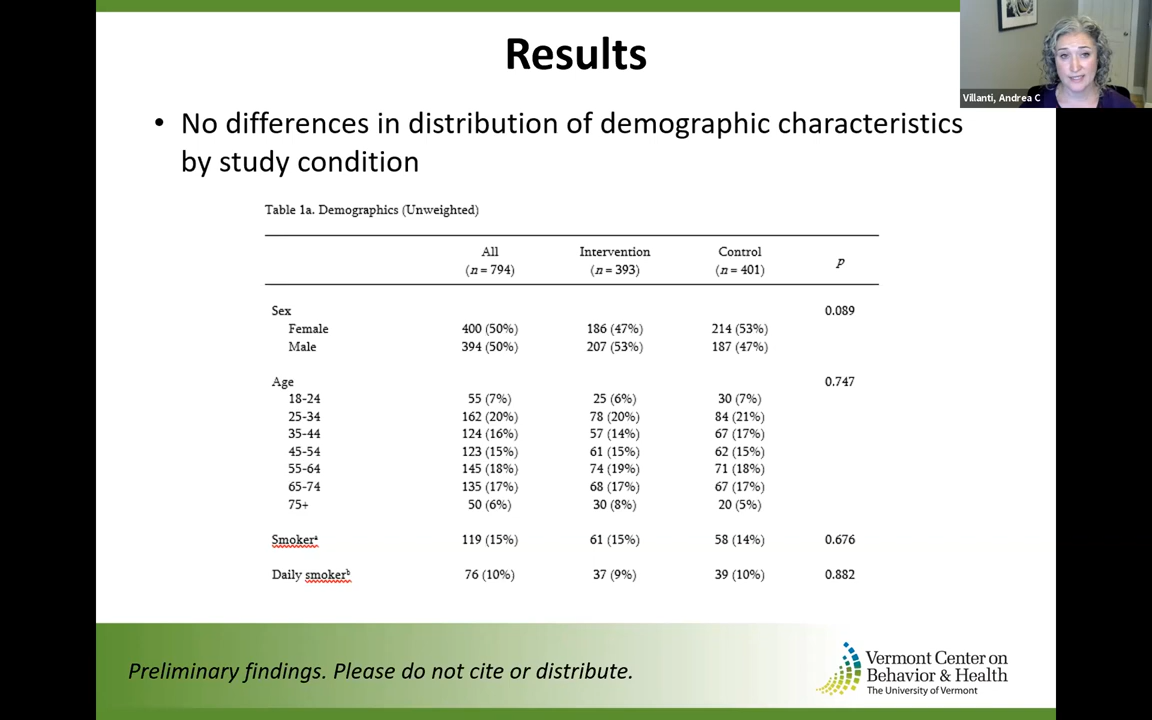 Results
Villanti, Andrea C
• No differences in distribution of demographic characteristics
by study condition
Table 1a. Demographics (Unweighted)
All Intervention Control p
(n = 794) (n = 393) (n = 401)
Sex 0.089
Female 400 (50%) 186 (47%) 214 (53%)
Male 394 (50%) 207 (53%) 187 (47%)
Age 0.747
18-24 55 (7%) 25 (6%) 30 (7%)
25-34 162 (20%) 78 (20%) 84 (21%)
35-44 124 (16%) 57 (14%) 67 (17%)
45-54 123 (15%) 61 (15%) 62 (15%)
55-64 145 (18%) 74 (19%) 71 (18%)
65-74 135 (17%) 68 (17%) 67 (17%)
75+ 50 (6%) 30 (8%) 20 (5%)
Smokerᵃ 119 (15%) 61 (15%) 58 (14%) 0.676
Daily smokerᵇ 76 (10%) 37 (9%) 39 (10%) 0.882
Preliminary findings. Please do not cite or distribute.
Vermont Center on
Behavior & Health
The University of Vermont